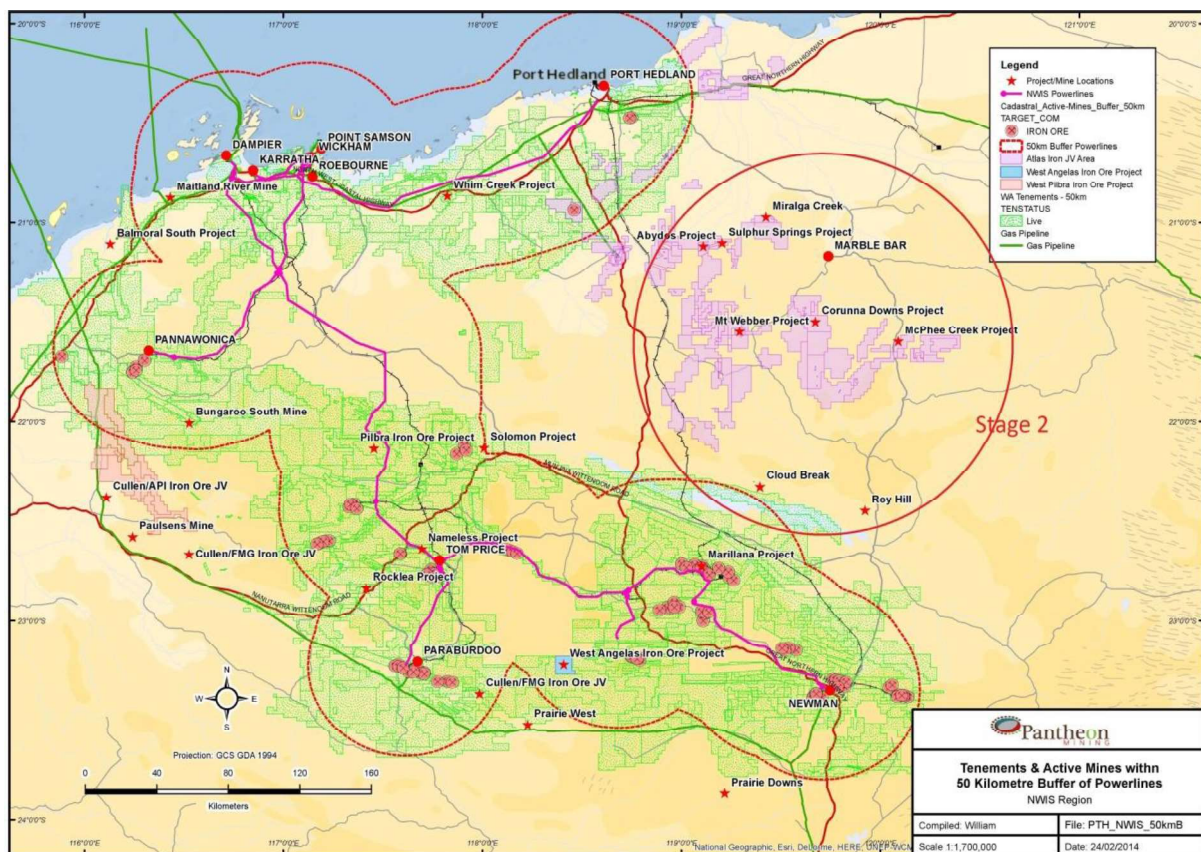 116°0'0"E
117°0'0"E
118°0'0"E
119°0'0"E
120°0'0"E
121°0'0"E
20°0'0"S
20°0'0"S
Port Hedland
PORT HEDLAND
GREAT NORTHERN HIGHWAY
POINT SAMSON
WICKHAM
DAMPIER
KARRATHA
ROEBOURNE
Maitland River Mine
Whim Creek Project
Balmoral South Project
21°0'0"S
21°0'0"S
Miralga Creek
Abydos Project
Sulphur Springs Project
MARBLE BAR
Corunna Downs Project
Mt Webber Project
McPhee Creek Project
PANNAWONICA
Bungaroo South Mine
22°0'0"S
22°0'0"S
Stage 2
Pilbra Iron Ore Project
Solomon Project
Cloud Break
Roy Hill
Cullen/API Iron Ore JV
Paulsens Mine
Cullen/FMG Iron Ore JV
Nameless Project
TOM PRICE
Marillana Project
Rocklea Project
NANUTARRA WITTENOOM ROAD
23°0'0"S
23°0'0"S
PARABURDOO
West Angelas Iron Ore Project
Cullen/FMG Iron Ore JV
Prairie West
NEWMAN
Prairie Downs
24°0'0"S
N
W
E
S
Projection: GCS GDA 1994
0 40 80 120 160
Kilometers
116°0'0"E
117°0'0"E
118°0'0"E
119°0'0"E
Legend
Project/Mine Locations
NWIS Powerlines
Cadastral_Active-Mines_Buffer_50km
TARGET_COM
IRON ORE
50km Buffer Powerlines
Atlas Iron JV Area
West Angelas Iron Ore Project
West Pilbra Iron Ore Project
WA Tenements - 50km
TENSTATUS
Live
Gas Pipeline
Gas Pipeline
National Geographic, Esri, DeLorme, HERE, UNEP-WCM
Pantheon
MINING
Tenements & Active Mines withn
50 Kilometre Buffer of Powerlines
NWIS Region
Compiled: William
File: PTH_NWIS_50kmB
Scale 1:1,700,000
Date: 24/02/2014